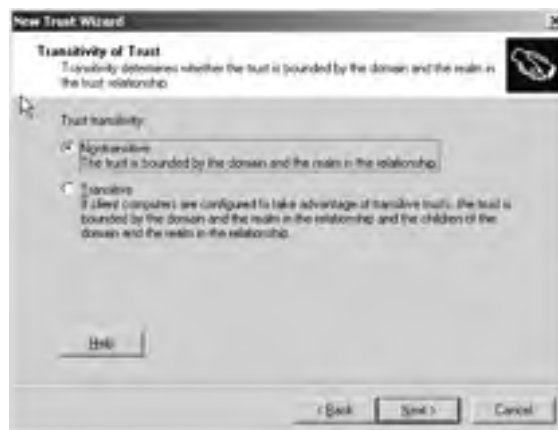 New Trust Wizard
Transitivity of Trust
Transitivity determines whether the trust is bounded by the domain and the realm in
the trust relationship.
Trust transitivity:
Nontransitive
The trust is bounded by the domain and the realm in the relationship.
Transitive
If client computers are configured to take advantage of transitive trusts, the trust is
bounded by the domain and the realm in the relationship and the children of the
domain and the realm in the relationship.
Help
< Back Next > Cancel